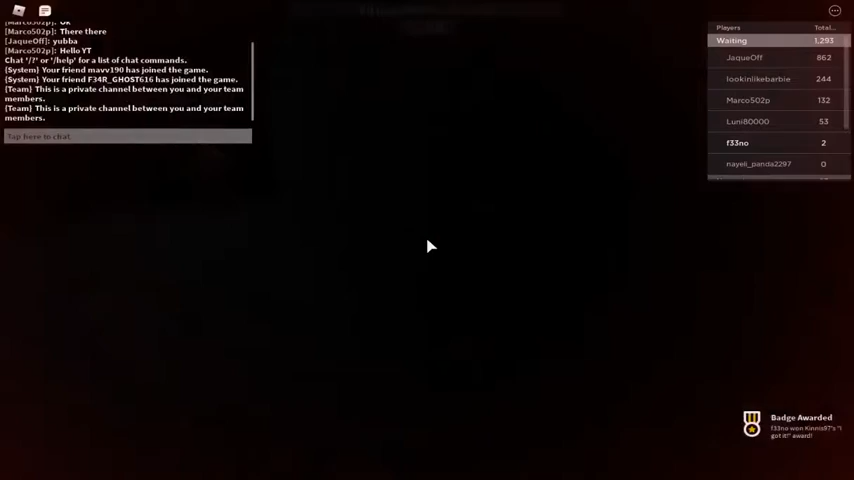 [Marco502p]: Ok
[Marco502p]: There there
[JaqueOff]: yubba
[Marco502p]: Hello YT
Chat '/?' or '/help' for a list of chat commands.
{System} Your friend mavv190 has joined the game.
{System} Your friend F34R_GHOST616 has joined the game.
{Team} This is a private channel between you and your team
members.
{Team} This is a private channel between you and your team
members.
Tap here to chat
Players Total...
Waiting 1,293
JaqueOff 862
lookinlikebarbie 244
Marco502p 132
Luni80000 53
f33no 2
nayeli_panda2297 0
Badge Awarded
f33no won Kinnis97's "I
got it!" award!